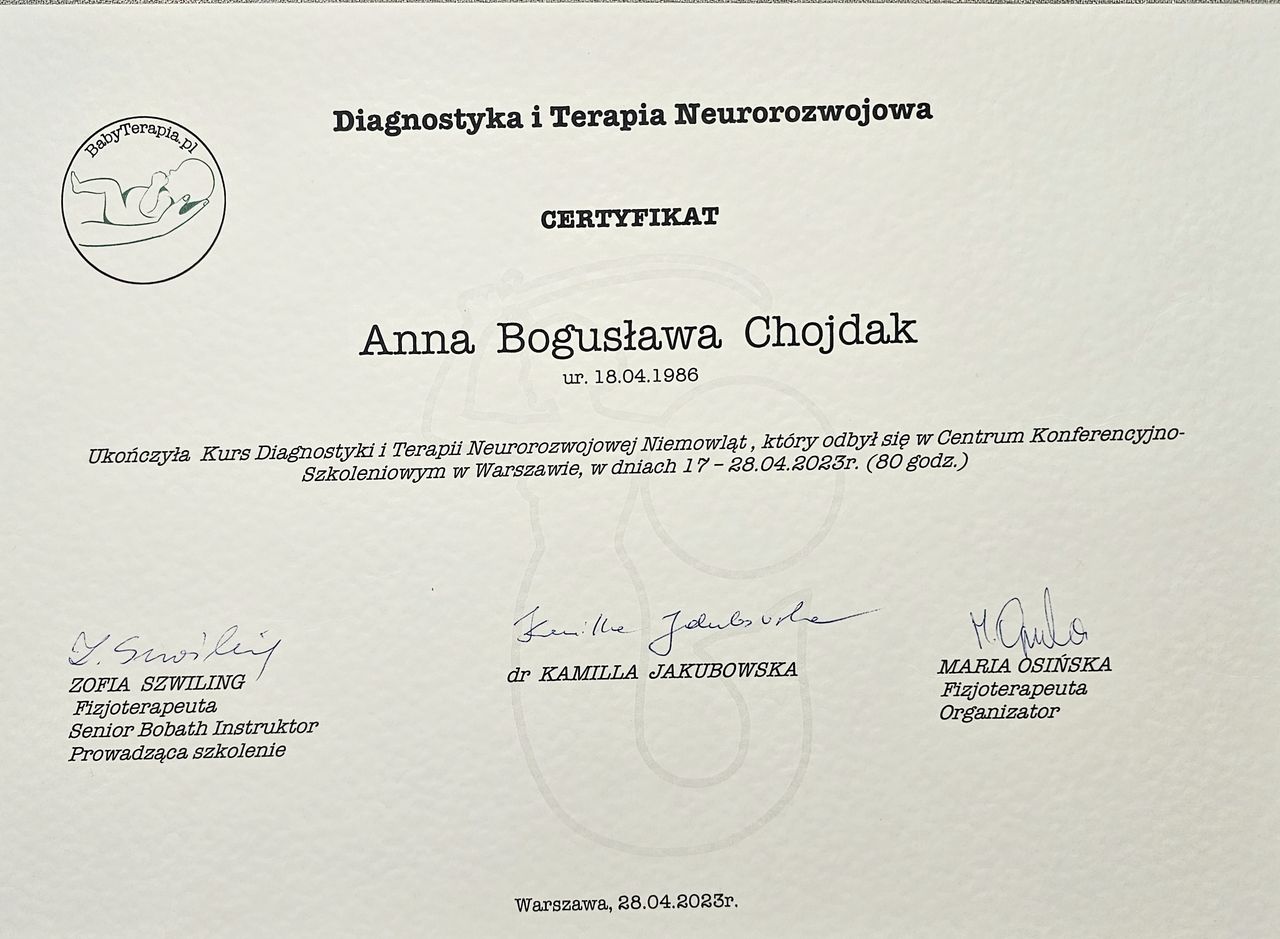 BabyTerapia.pl
Diagnostyka i Terapia Neurorozwojowa
CERTYFIKAT
Anna Bogusława Chojdak
ur. 18.04.1986
Ukończyła Kurs Diagnostyki i Terapii Neurorozwojowej Niemowląt , który odbył się w Centrum Konferencyjno-
Szkoleniowym w Warszawie, w dniach 17 – 28.04.2023r. (80 godz.)
Kamilla Jakubowska
ZOFIA SZWILING
Fizjoterapeuta
Senior Bobath Instruktor
Prowadząca szkolenie
dr KAMILLA JAKUBOWSKA
MARIA OSIŃSKA
Fizjoterapeuta
Organizator
Warszawa, 28.04.2023r.